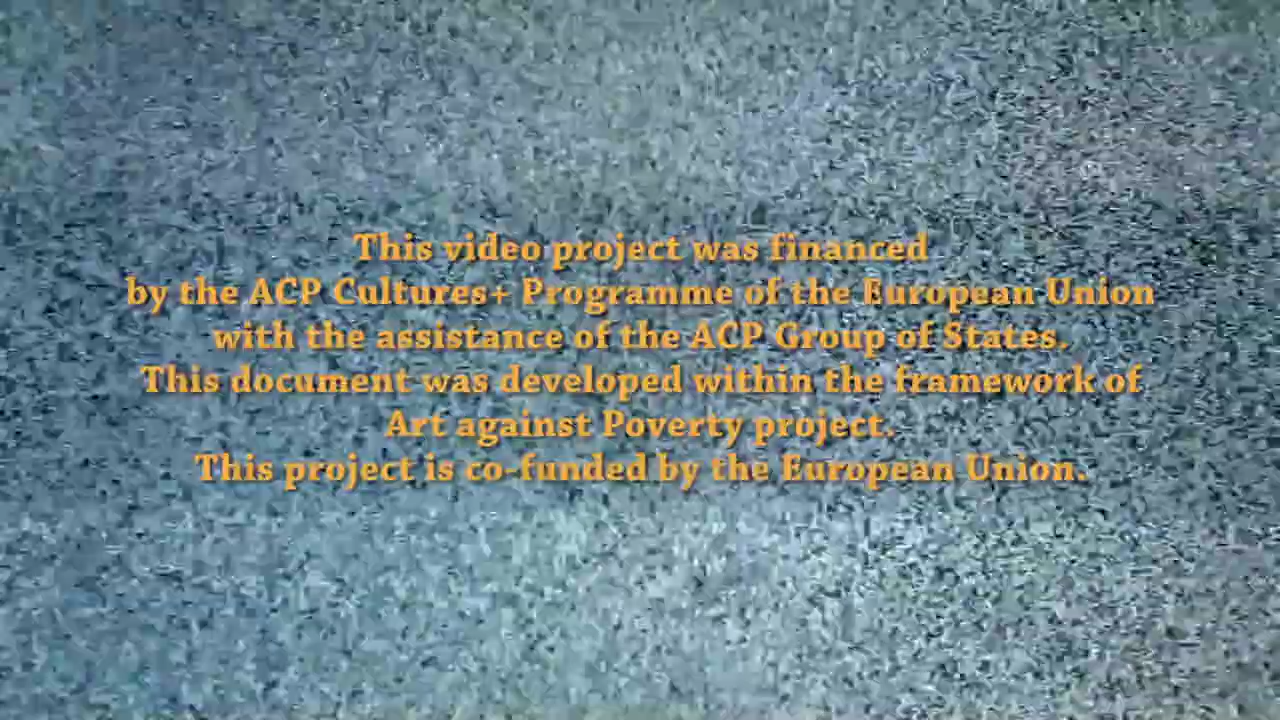 This video project was financed
by the ACP Cultures+ Programme of the European Union
with the assistance of the ACP Group of States.
This document was developed within the framework of
Art against Poverty project.
This project is co-funded by the European Union.